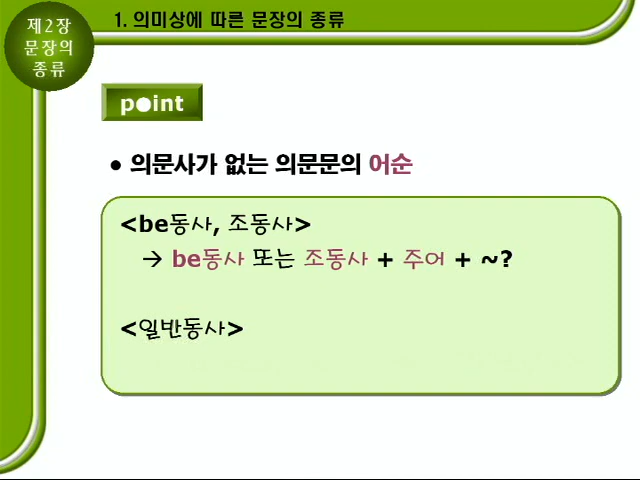 제2장
문장의
종류
1. 의미상에 따른 문장의 종류
point
• 의문사가 없는 의문문의 어순
<be동사, 조동사>
→ be동사 또는 조동사 + 주어 + ~?
<일반동사>